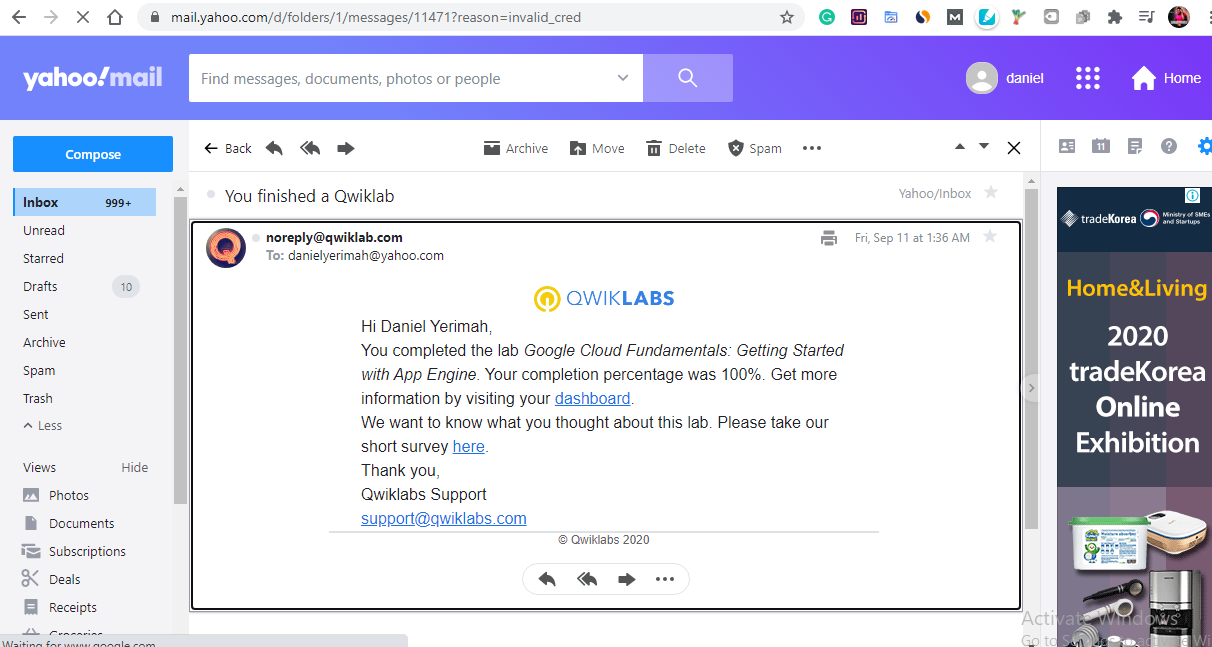 mail.yahoo.com/d/folders/1/messages/11471?reason=invalid_cred
yahoo!mail
Find messages, documents, photos or people
daniel
Home
Compose
Back
Archive
Move
Delete
Spam
11
Inbox 999+
Unread
Starred
Drafts 10
Sent
Archive
Spam
Trash
Less
Views Hide
Photos
Documents
Subscriptions
Deals
Receipts
Groceries
Waiting for www.google.com
You finished a Qwiklab
Yahoo/Inbox
noreply@qwiklab.com
Fri, Sep 11 at 1:36 AM
To: danielyerimah@yahoo.com
QWIKLABS
Hi Daniel Yerimah,
You completed the lab Google Cloud Fundamentals: Getting Started
with App Engine. Your completion percentage was 100%. Get more
information by visiting your dashboard.
We want to know what you thought about this lab. Please take our
short survey here.
Thank you,
Qwiklabs Support
support@qwiklabs.com
© Qwiklabs 2020
tradeKorea
Ministry of SMEs
and Startups
Home&Living
2020
tradeKorea
Online
Exhibition
Activate Windows
Go to